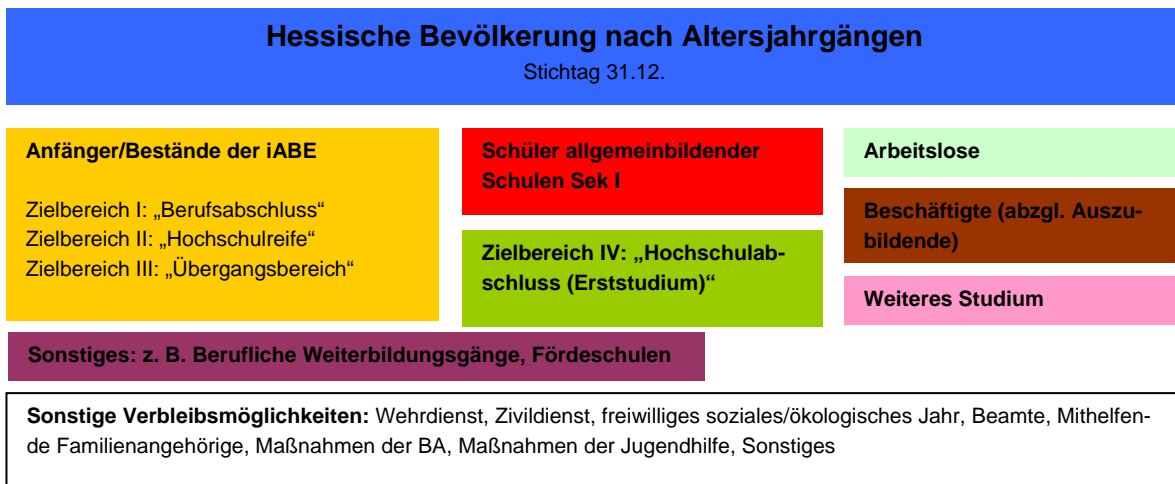 Hessische Bevölkerung nach Altersjahrgängen
Stichtag 31.12.
Anfänger/Bestände der iABE
Zielbereich I: „Berufsabschluss“
Zielbereich II: „Hochschulreife“
Zielbereich III: „Übergangsbereich“
Schüler allgemeinbildender
Schulen Sek I
Zielbereich IV: „Hochschulab-
schluss (Erststudium)“
Arbeitslose
Beschäftigte (abzgl. Auszu-
bildende)
Weiteres Studium
Sonstiges: z. B. Berufliche Weiterbildungsgänge, Fördeschulen
Sonstige Verbleibsmöglichkeiten: Wehrdienst, Zivildienst, freiwilliges soziales/ökologisches Jahr, Beamte, Mithelfen-
de Familienangehörige, Maßnahmen der BA, Maßnahmen der Jugendhilfe, Sonstiges